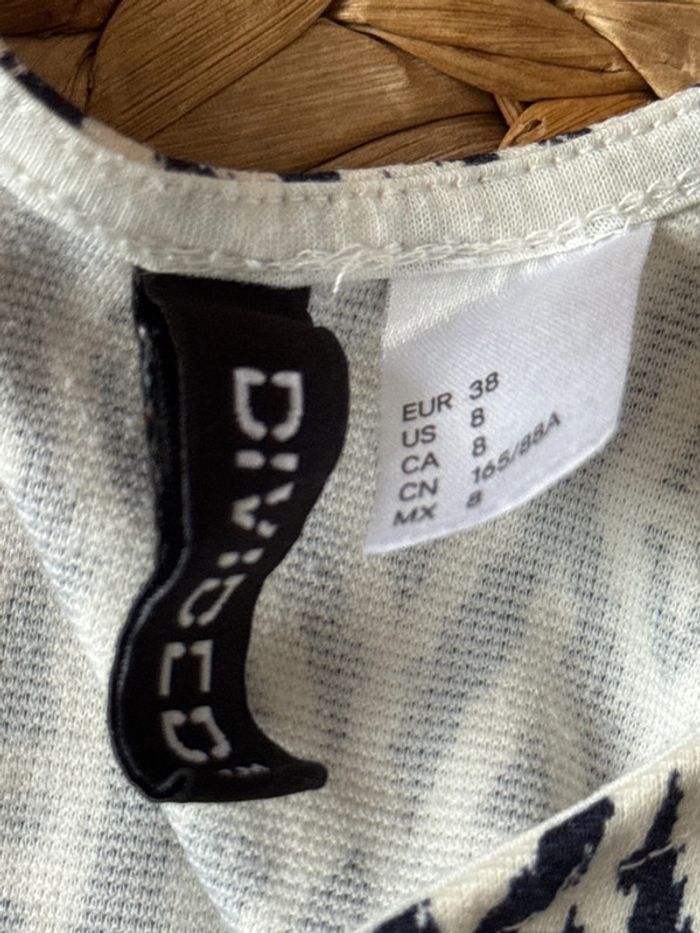 DIVIDED
EUR 38
US 8
CA 8
CN 165/88A
MX 8